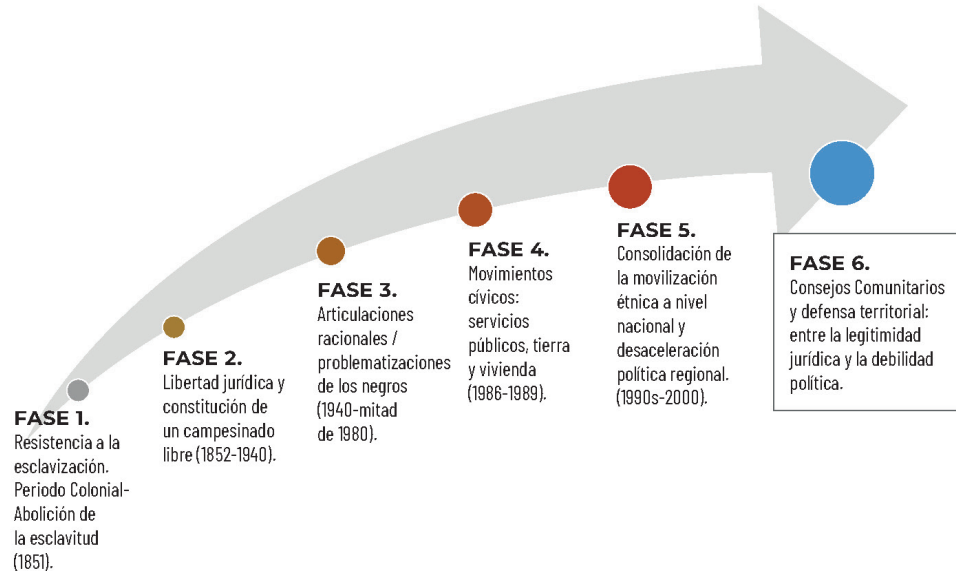 FASE 1.
Resistencia a la
esclavización.
Periodo Colonial-
Abolición de
la esclavitud
(1851).
FASE 2.
Libertad jurídica y
constitución de
un campesinado
libre (1852-1940).
FASE 3.
Articulaciones
racionales /
problematizaciones
de los negros
(1940-mitad
de 1980).
FASE 4.
Movimientos
cívicos:
servicios
públicos, tierra
y vivienda
(1986-1989).
FASE 5.
Consolidación de
la movilización
étnica a nivel
nacional y
desaceleración
política regional.
(1990s-2000).
FASE 6.
Consejos Comunitarios
y defensa territorial:
entre la legitimidad
jurídica y la debilidad
política.